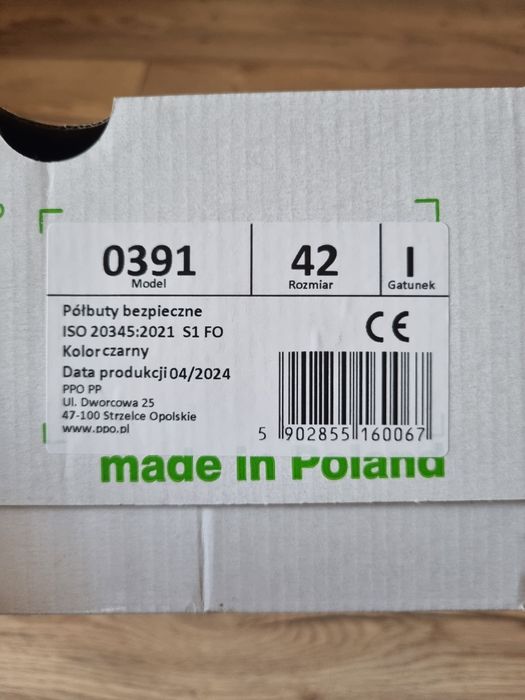 0391 42 I
Model Rozmiar Gatunek
Półbuty bezpieczne
ISO 20345:2021 S1 FO
Kolor czarny
Data produkcji 04/2024
PPO PP
Ul. Dworcowa 25
47-100 Strzelce Opolskie
www.ppo.pl
CE
5 902855 160067
made in Poland